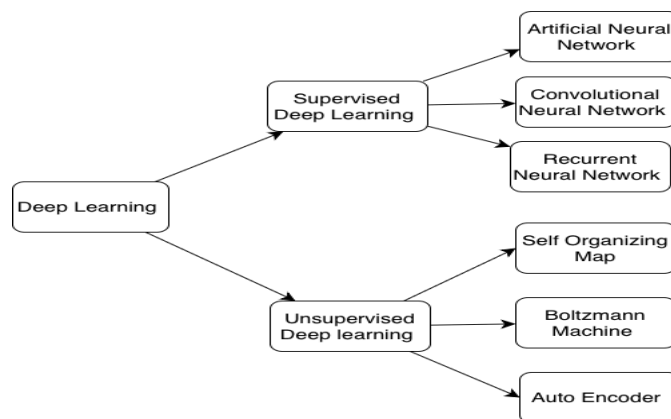 Artificial Neural
Network
Supervised
Deep Learning
Convolutional
Neural Network
Recurrent
Neural Network
Deep Learning
Self Organizing
Map
Unsupervised
Deep learning
Boltzmann
Machine
Auto Encoder